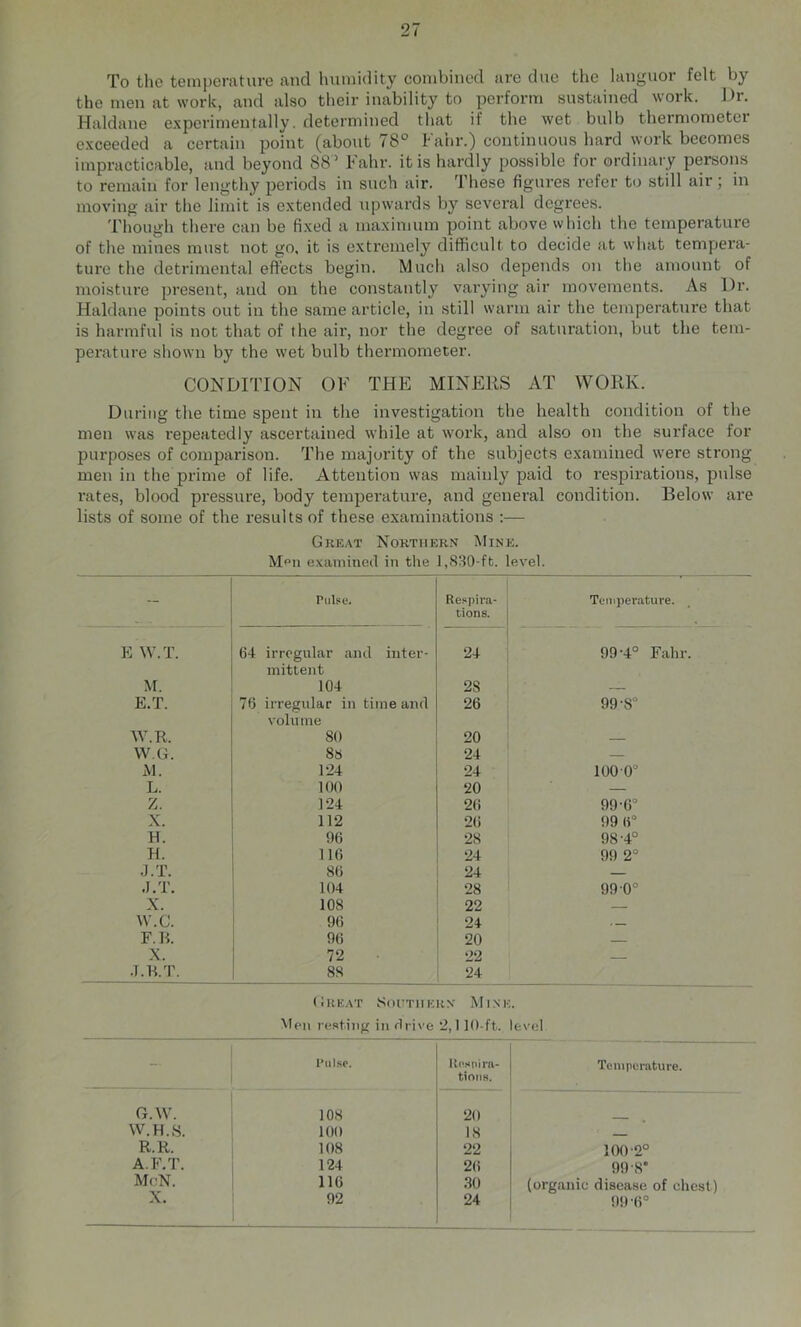 27
To the temperature and humidity combined are due the languor felt by
the men at work, and also their inability to perform sustained work. Dr.
Haldane experimentally determined that if the wet bulb thermometer
exceeded a certain point (about 78° Fahr.) continuous hard work becomes
impracticable, and beyond 88° Fahr. it is hardly possible for ordinary persons
to remain for lengthy periods in such air. These figures refer to still air; in
moving air the limit is extended upwards by several degrees.
Though there can be fixed a maximum point above which the temperature
of the mines must not go, it is extremely difficult to decide at what tempera-
ture the detrimental effects begin. Much also depends on the amount of
moisture present, and on the constantly varying air movements. As Dr.
Haldane points out in the same article, in still warm air the temperature that
is harmful is not that of the air, nor the degree of saturation, but the tem-
perature shown by the wet bulb thermometer.
CONDITION OF THE MINERS AT WORK.
During the time spent in the investigation the health condition of the
men was repeatedly ascertained while at work, and also on the surface for
purposes of comparison. The majority of the subjects examined were strong
men in the prime of life. Attention was mainly paid to respirations, pulse
rates, blood pressure, body temperature, and general condition. Below are
lists of some of the results of these examinations :—
GREAT NORTHERN MINE.
Men examined in the 1,830-ft. level.
— Pulse. Respira- Temperature.
tions.
E W.T. 64 irregular and inter- 24 99·4° Fahr.
mittent
M. 104 28 —
E.T. 76 irregular in time and 26 99·8°
volume
W.R. 80 20 —
W.G. 88 24 —
M. 124 24 100·0°
L. 100 20 —
Z. 124 26 99·6°
X. 112 26 99 6°
H. 96 28 98·4°
H. 116 24 99 2°
J.T. 86 24 —
J.T. 104 28 99·0°
X. 108 22 —
W.C. 96 24 —
F.B. 96 20 —
X. 72 22 —
J.B.T. 88 24
GREAT SOUTHERN MINE.
Men resting in drive 2,110-ft. level
— Pulse. Respira- Temperature.
tions.
G.W. 108 20 —
W.H.S. 100 18 —
R.R. 108 22 100·2°
A.F.T. 124 26 99·8°
McN. 116 30 (organic disease of chest)
X. 92 24 99·6°